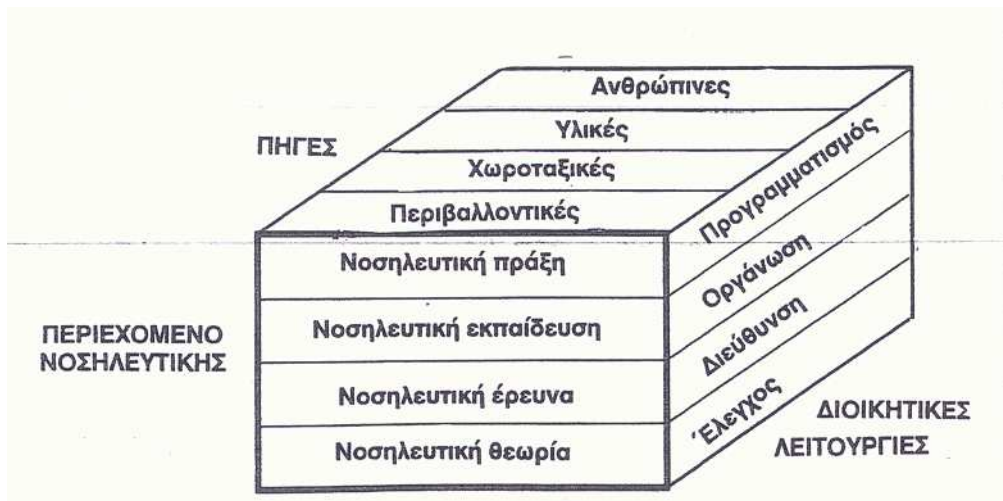 Ανθρώπινες
Υλικές
Χωροταξικές
Περιβαλλοντικές
ΠΗΓΕΣ
Νοσηλευτική πράξη
Νοσηλευτική εκπαίδευση
Νοσηλευτική έρευνα
Νοσηλευτική θεωρία
ΠΕΡΙΕΧΟΜΕΝΟ
ΝΟΣΗΛΕΥΤΙΚΗΣ
Προγραμματισμός
Οργάνωση
Διεύθυνση
Έλεγχος
ΔΙΟΙΚΗΤΙΚΕΣ
ΛΕΙΤΟΥΡΓΙΕΣ